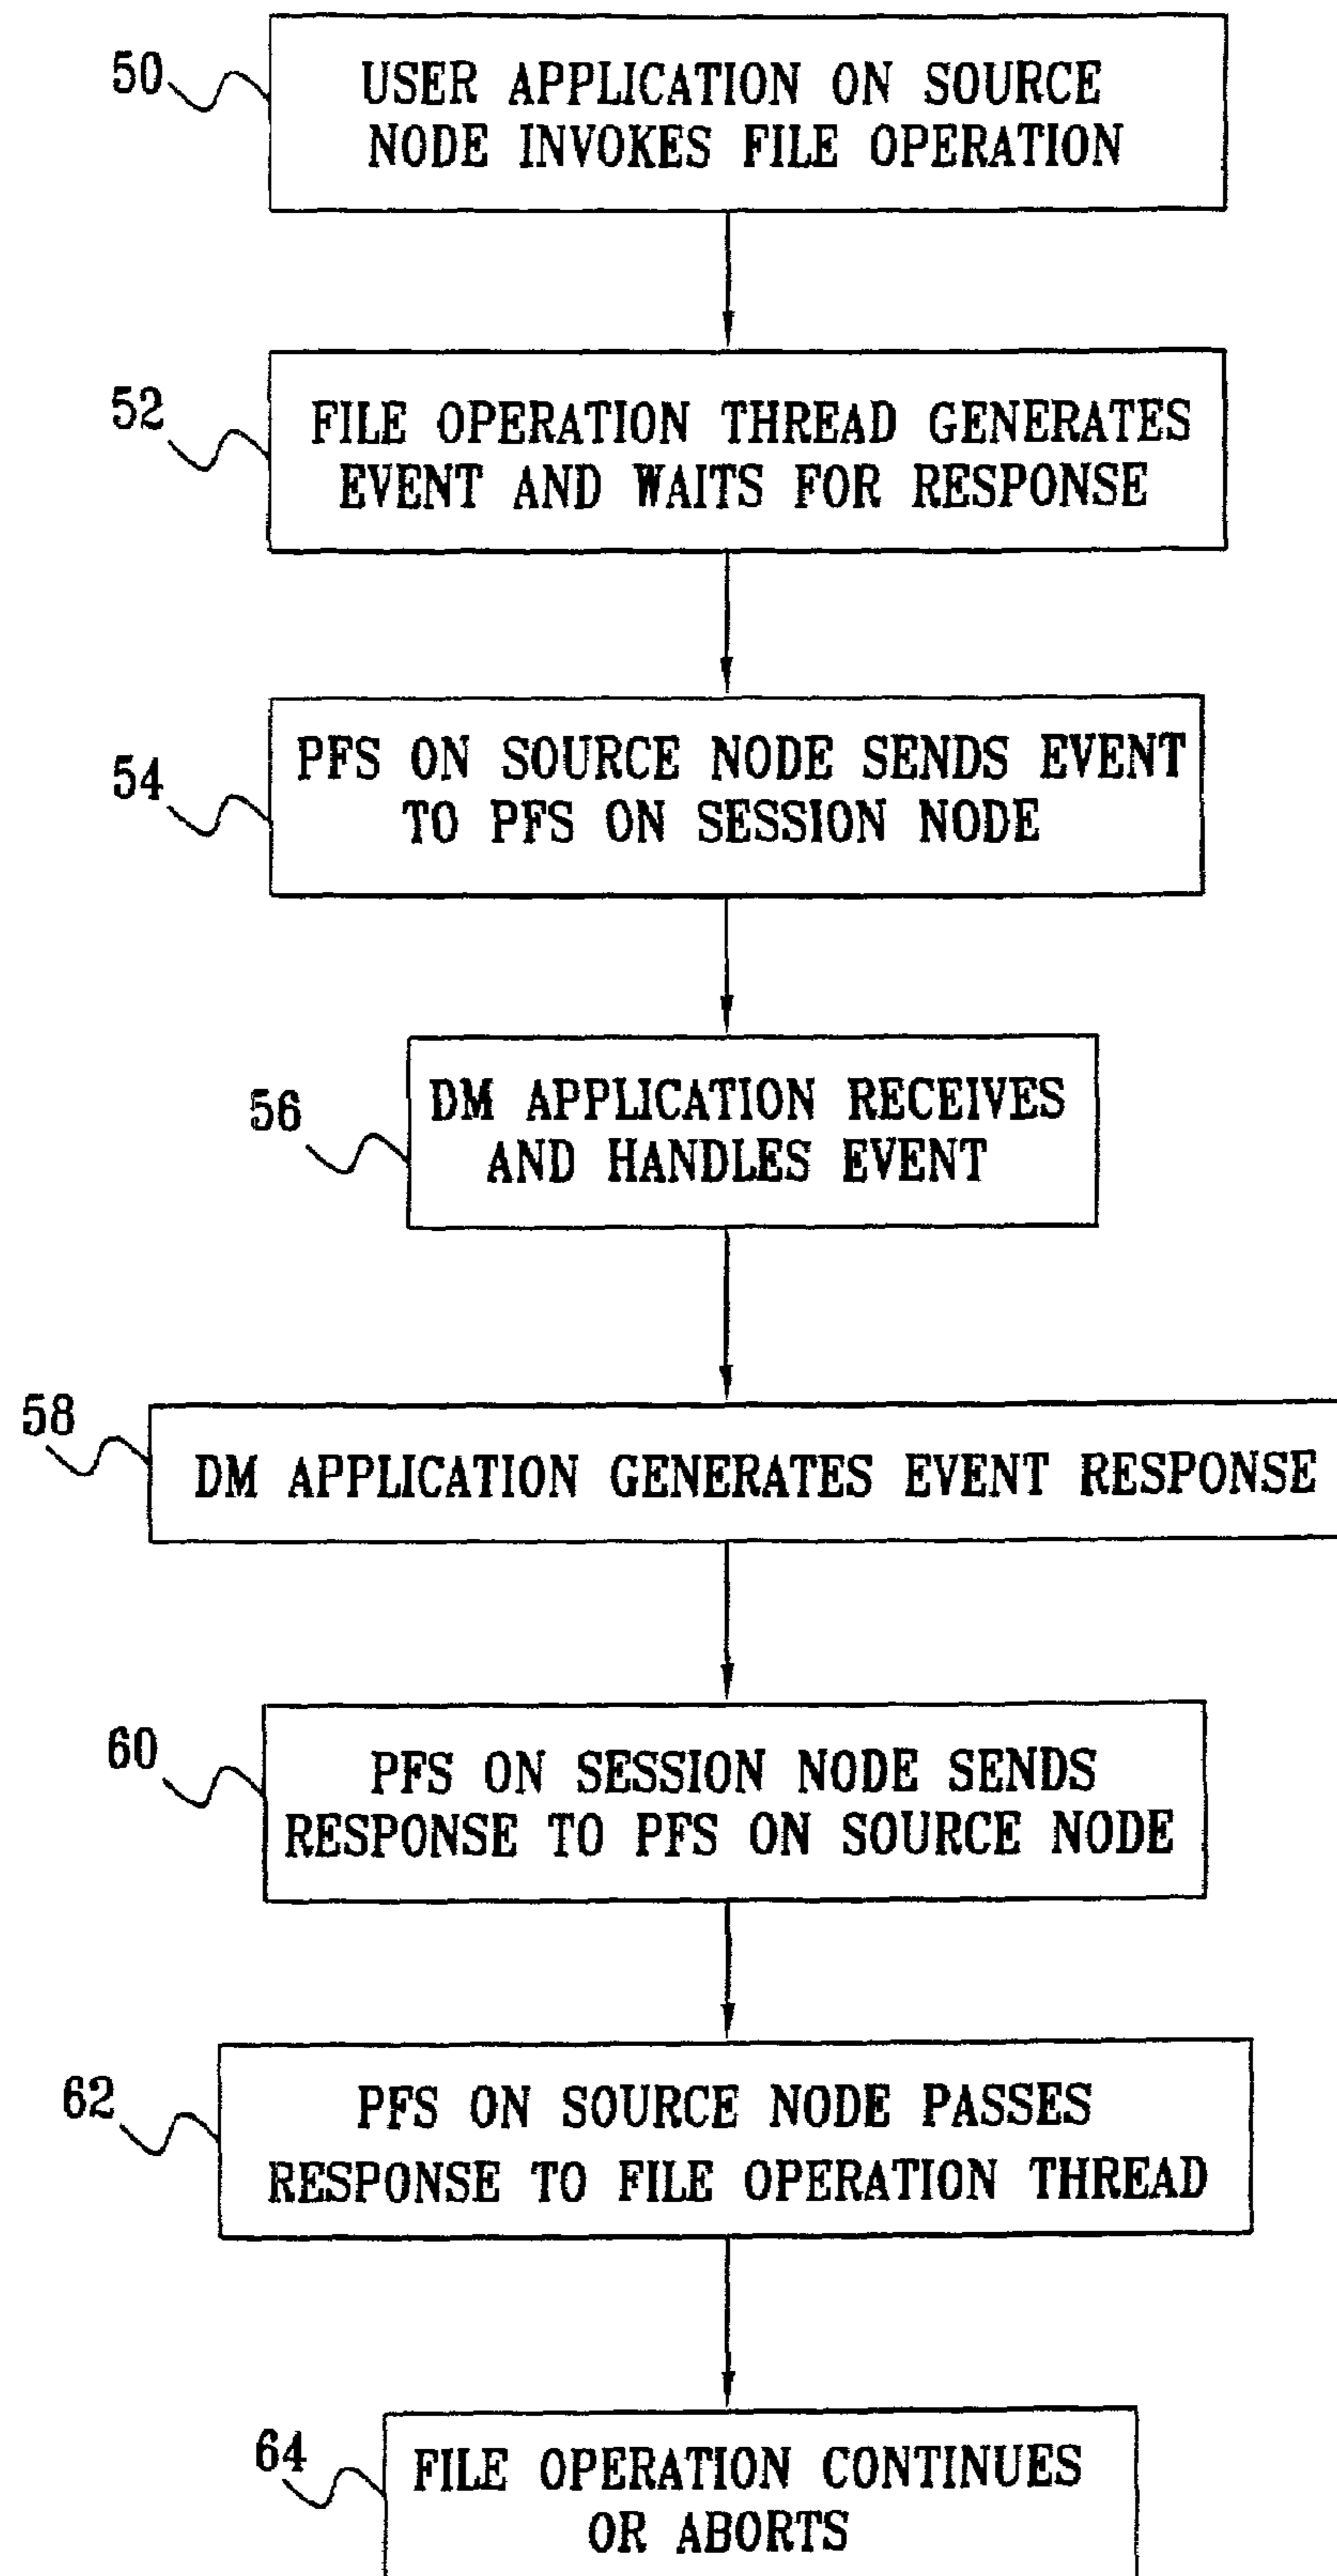 50
USER APPLICATION ON SOURCE
NODE INVOKES FILE OPERATION
52
FILE OPERATION THREAD GENERATES
EVENT AND WAITS FOR RESPONSE
54
PFS ON SOURCE NODE SENDS EVENT
TO PFS ON SESSION NODE
56
DM APPLICATION RECEIVES
AND HANDLES EVENT
58
DM APPLICATION GENERATES EVENT RESPONSE
60
PFS ON SESSION NODE SENDS
RESPONSE TO PFS ON SOURCE NODE
62
PFS ON SOURCE NODE PASSES
RESPONSE TO FILE OPERATION THREAD
64
FILE OPERATION CONTINUES
OR ABORTS